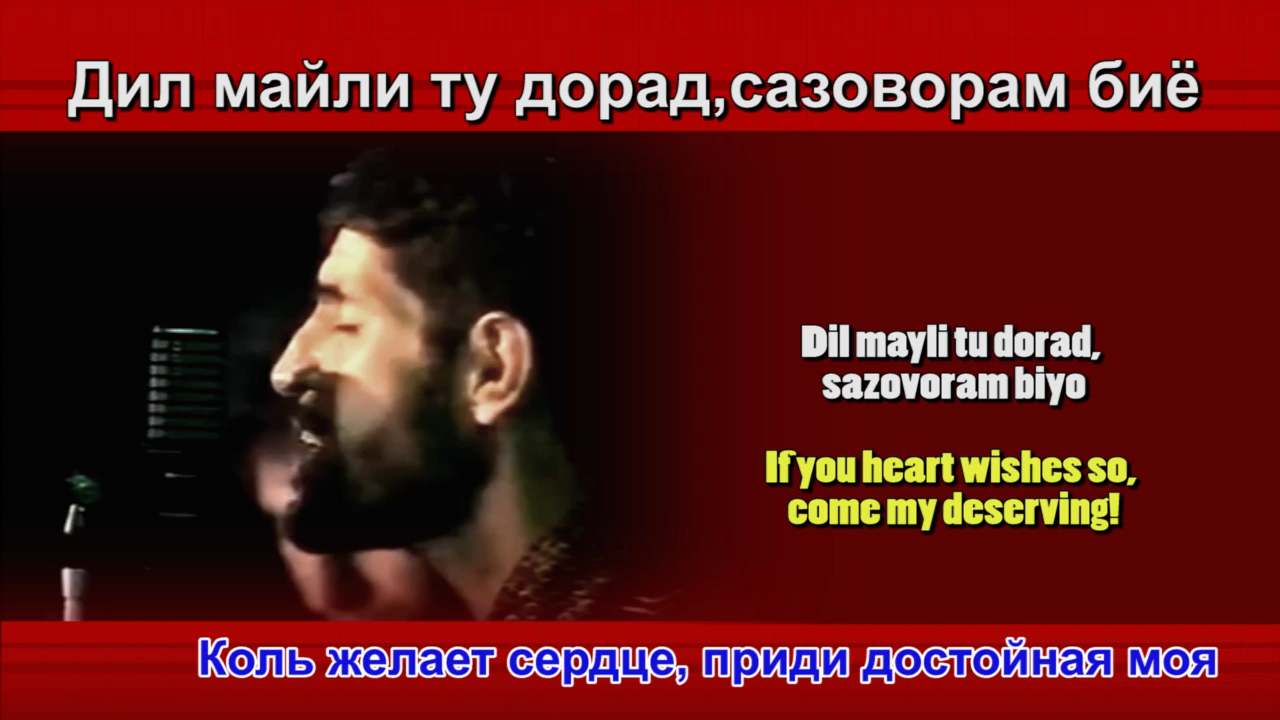 Дил майли ту дорад,сазоворам биё
Dil mayli tu dorad,
sazovoram biyo
If you heart wishes so,
come my deserving!
Коль желает сердце, приди достойная моя